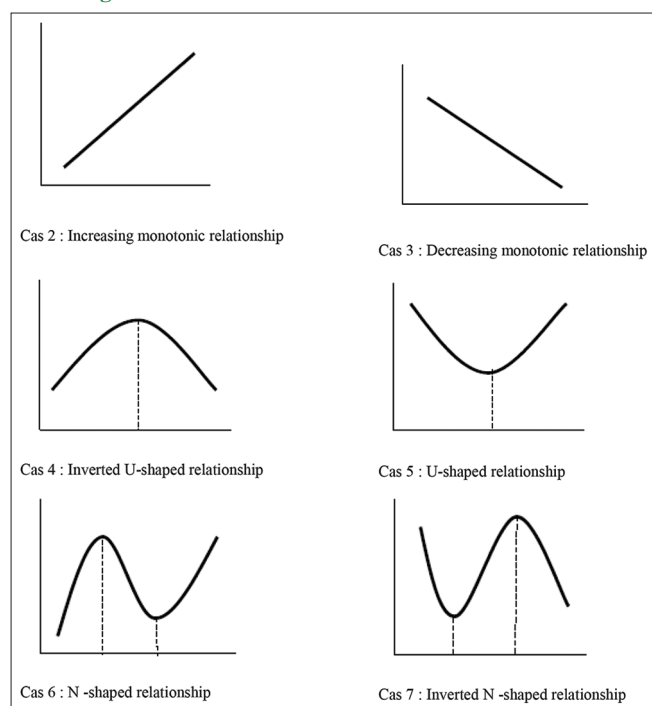 Cas 2 : Increasing monotonic relationship
Cas 3 : Decreasing monotonic relationship
Cas 4 : Inverted U-shaped relationship
Cas 5 : U-shaped relationship
Cas 6 : N -shaped relationship
Cas 7 : Inverted N -shaped relationship